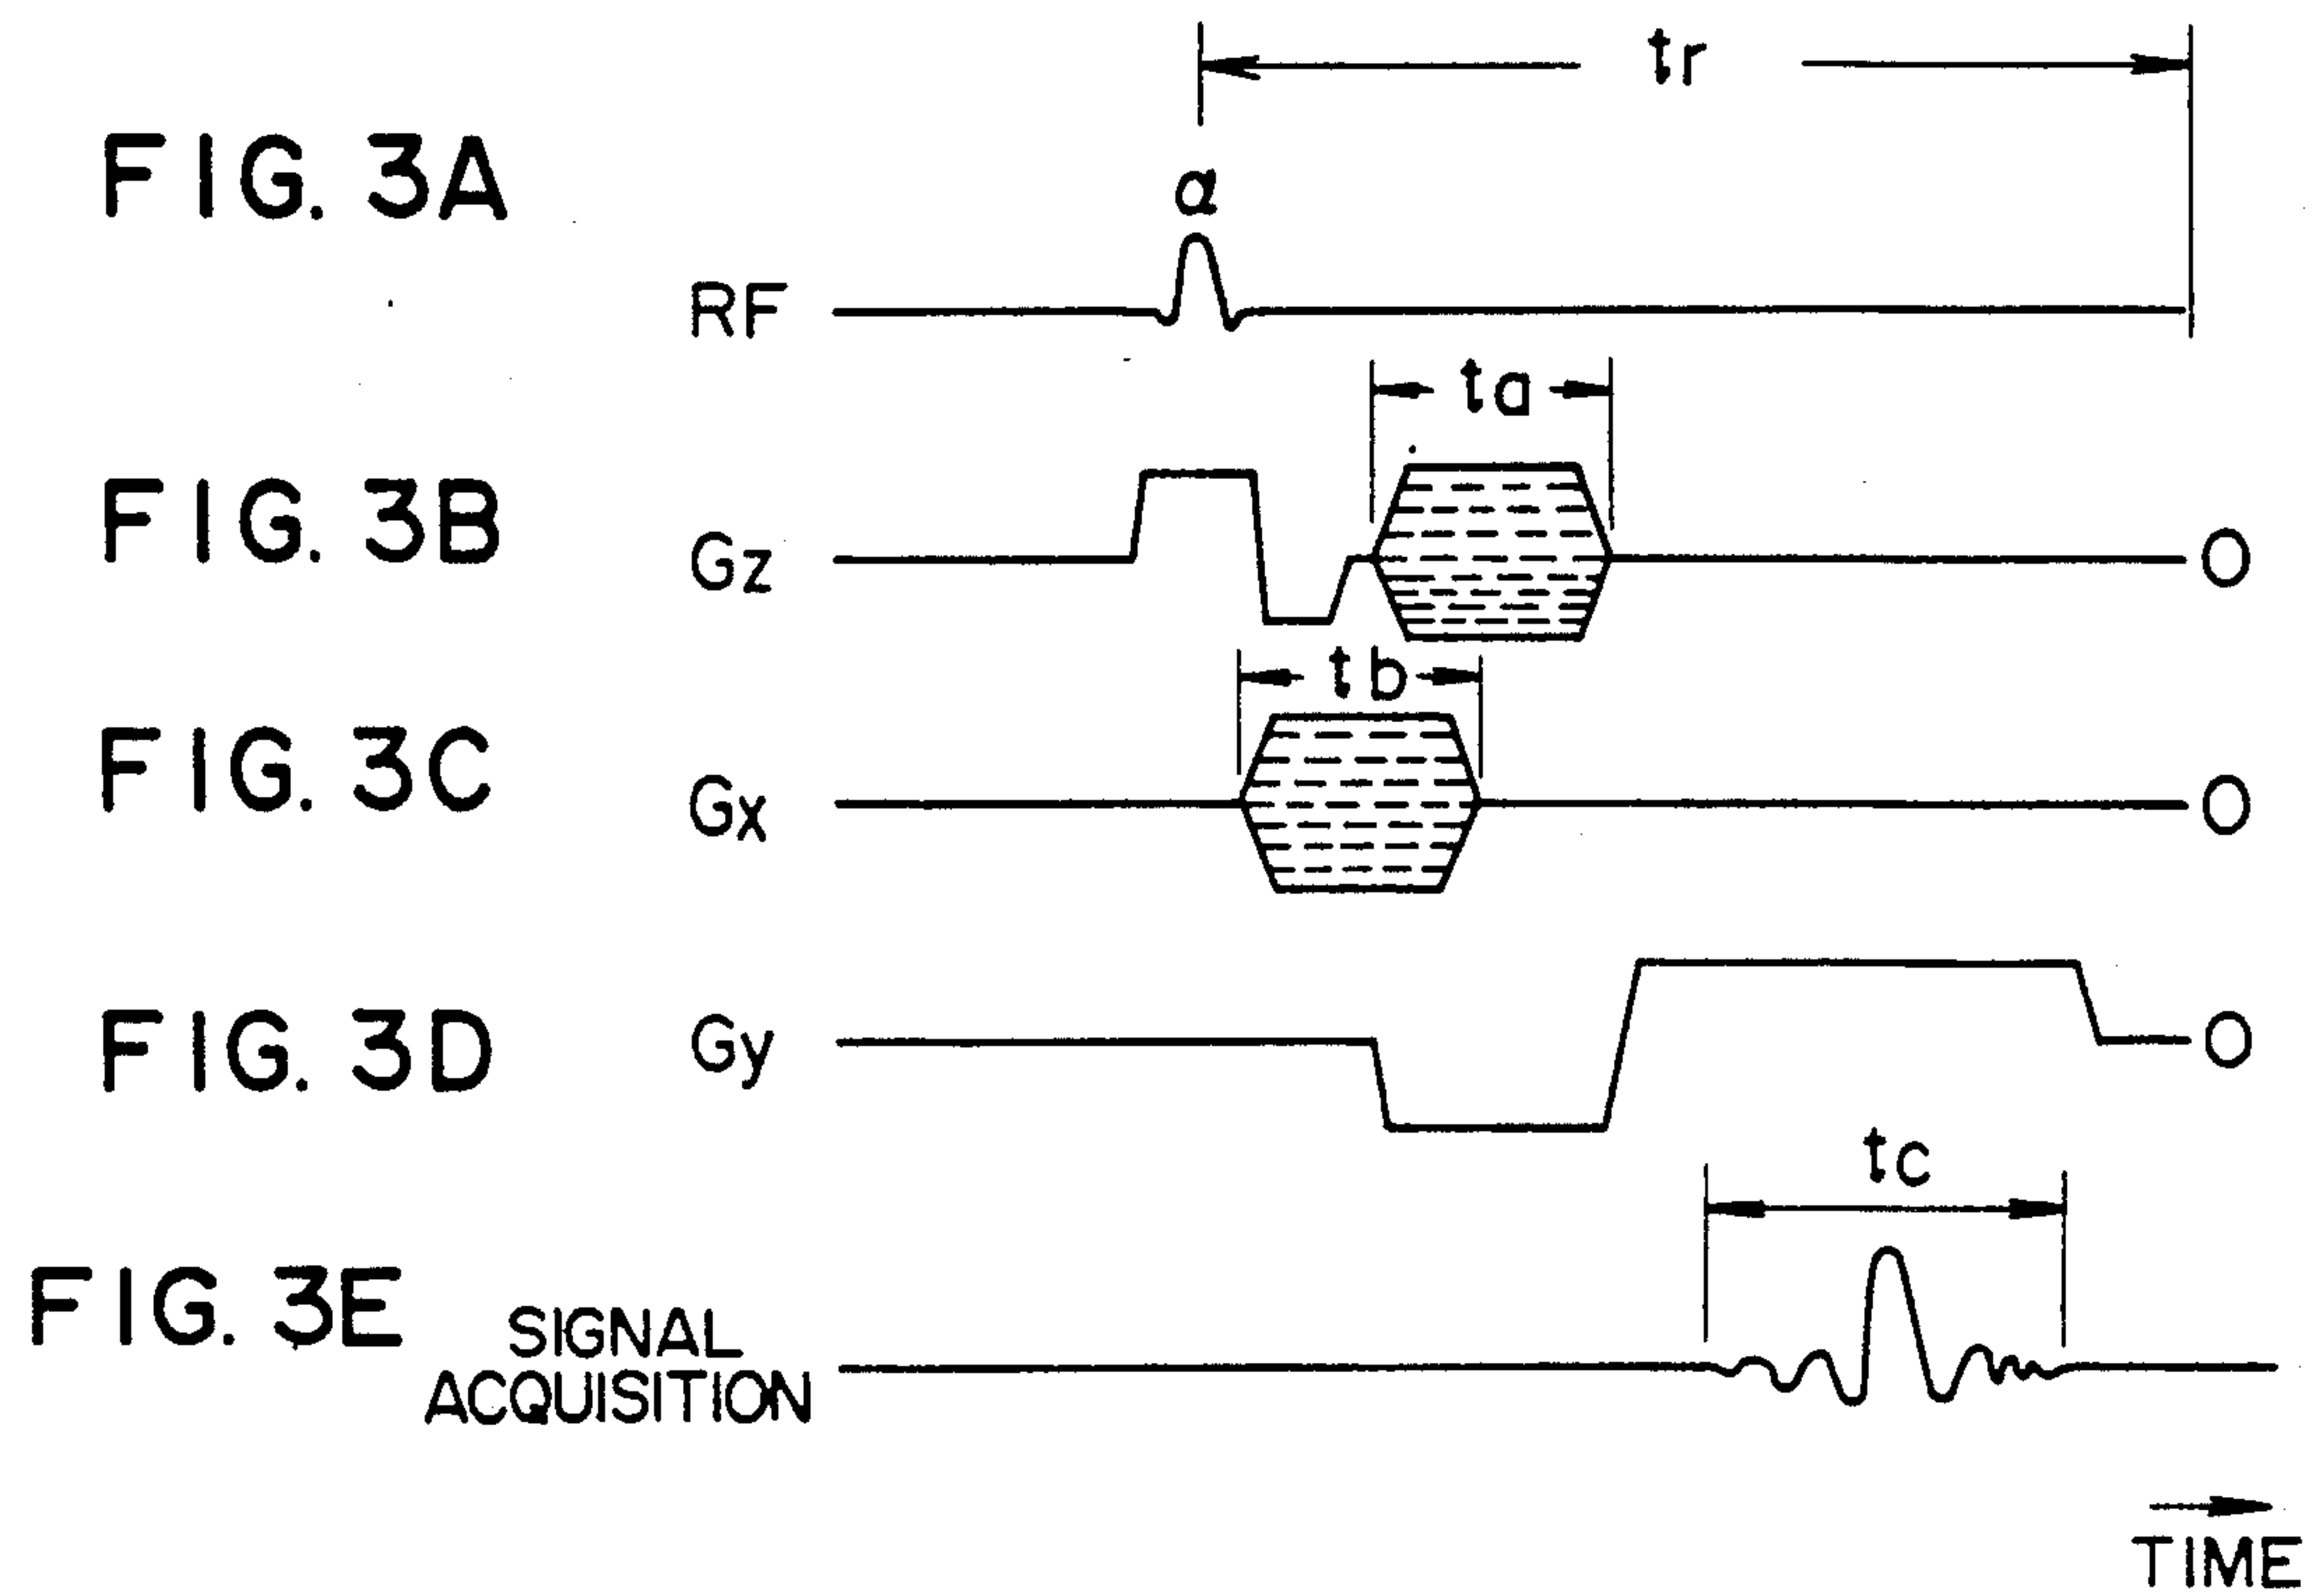 tr
FIG. 3A
α
RF
ta
FIG. 3B
Gz
O
tb
FIG. 3C
Gx
O
FIG. 3D
Gy
O
tc
FIG. 3E
SIGNAL
ACQUISITION
TIME